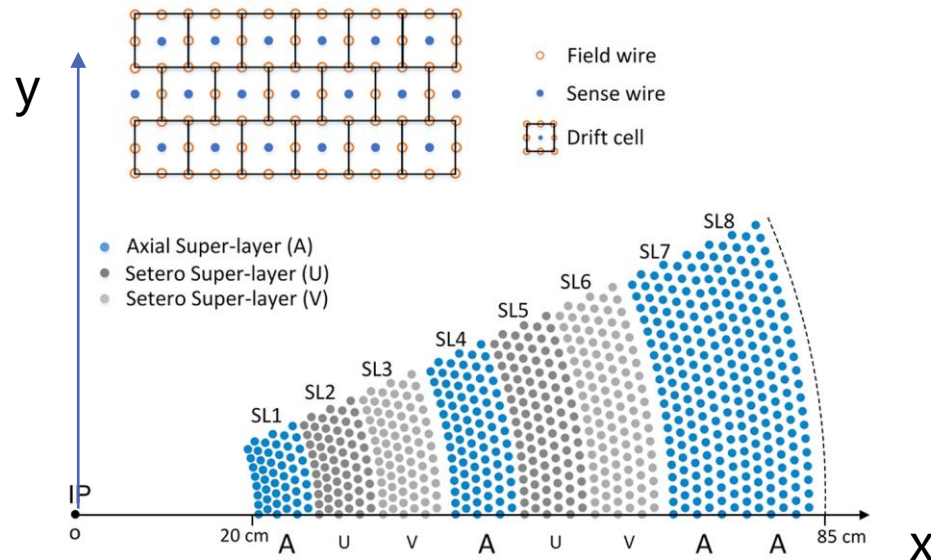 y
Field wire
Sense wire
Drift cell
Axial Super-layer (A)
Setero Super-layer (U)
Setero Super-layer (V)
SL1
SL2
SL3
SL4
SL5
SL6
SL7
SL8
IP
o
20 cm
A
U
V
A
U
V
A
A
85 cm
x